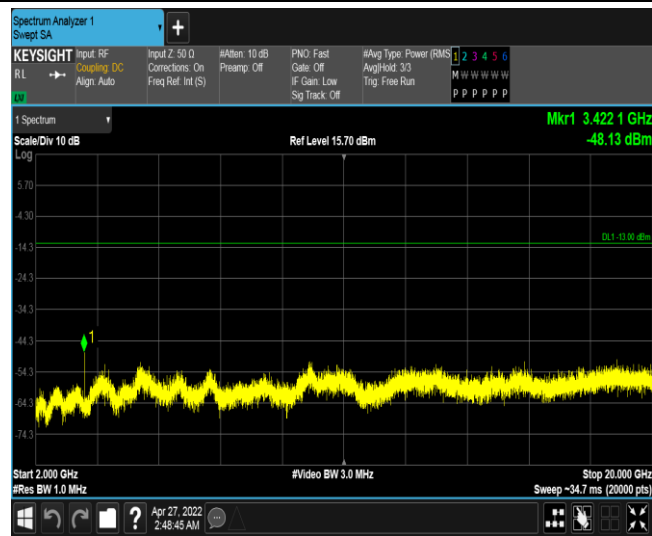 Spectrum Analyzer 1
Swept SA
+
KEYSIGHT Input: RF Input Z: 50 Ω #Atten: 10 dB PNO: Fast #Avg Type: Power (RMS 1 2 3 4 5 6
RL Coupling: DC Corrections: On Preamp: Off Gate: Off Avg|Hold: 3/3 M W W W W W
Align: Auto Freq Ref: Int (S) IF Gain: Low Trig: Free Run
Sig Track: Off P P P P P P
1 Spectrum Mkr1 3.422 1 GHz
Scale/Div 10 dB Ref Level 15.70 dBm -48.13 dBm
Log
5.70
-4.30
DL1 -13.00 dBm
-14.3
-24.3
-34.3
-44.3
1
-54.3
-64.3
-74.3
Start 2.000 GHz #Video BW 3.0 MHz Stop 20.000 GHz
#Res BW 1.0 MHz Sweep ~34.7 ms (20000 pts)
? Apr 27, 2022
2:48:45 AM